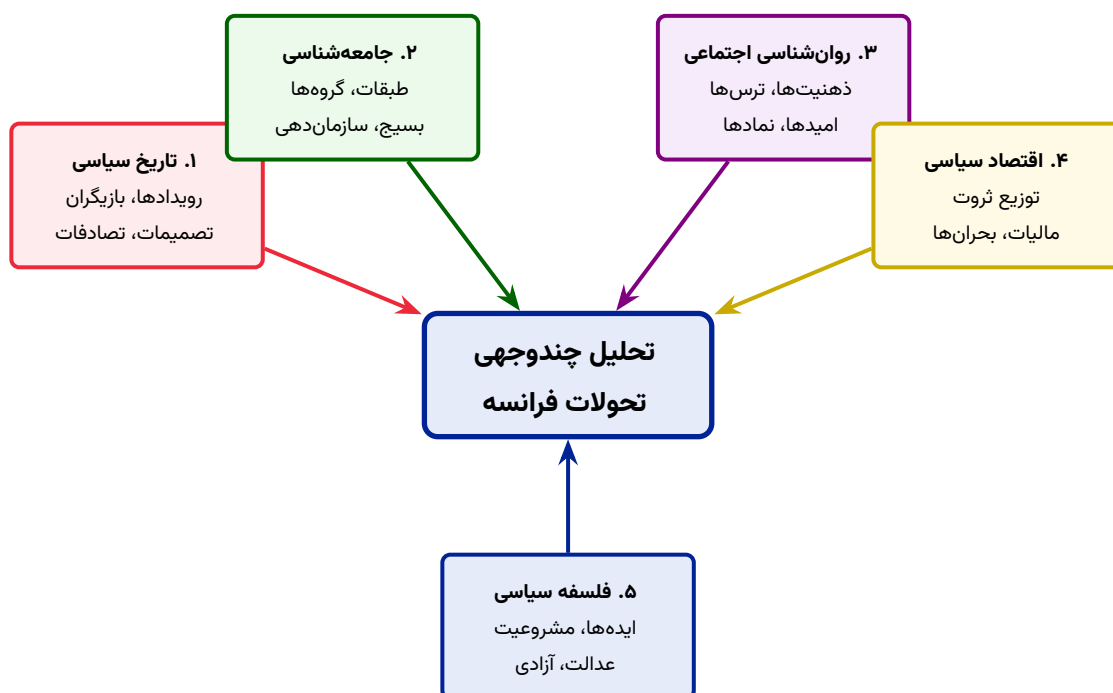 ۱. تاریخ سیاسی
رویدادها، بازیگران
تصمیمات، تصادفات
۲. جامعه‌شناسی
طبقات، گروه‌ها
بسیج، سازمان‌دهی
۳. روان‌شناسی اجتماعی
ذهنیت‌ها، ترس‌ها
امیدها، نمادها
۴. اقتصاد سیاسی
توزیع ثروت
مالیات، بحران‌ها
تحلیل چندوجهی
تحولات فرانسه
۵. فلسفه سیاسی
ایده‌ها، مشروعیت
عدالت، آزادی